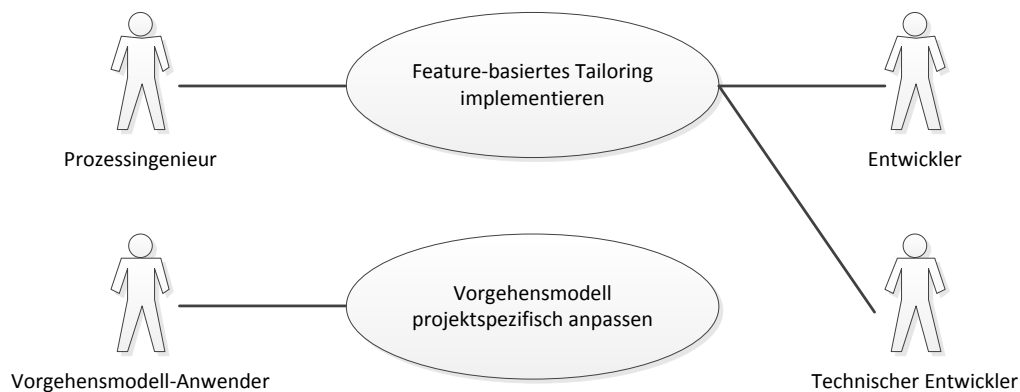 Feature-basiertes Tailoring
implementieren
Prozessingenieur
Entwickler
Vorgehensmodell
projektspezifisch anpassen
Vorgehensmodell-Anwender
Technischer Entwickler